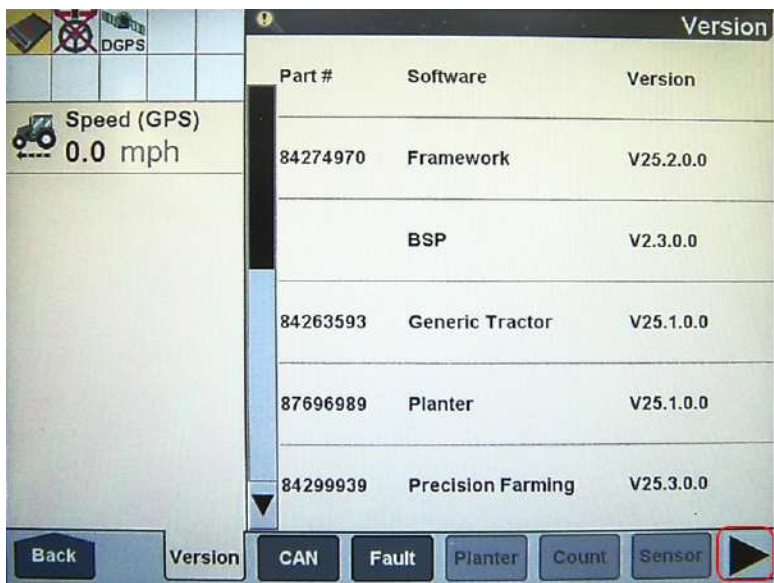 DGPS
Version
Speed (GPS)
0.0 mph
Part # Software Version
84274970 Framework V25.2.0.0
BSP V2.3.0.0
84263593 Generic Tractor V25.1.0.0
87696989 Planter V25.1.0.0
84299939 Precision Farming V25.3.0.0
Back Version CAN Fault Planter Count Sensor